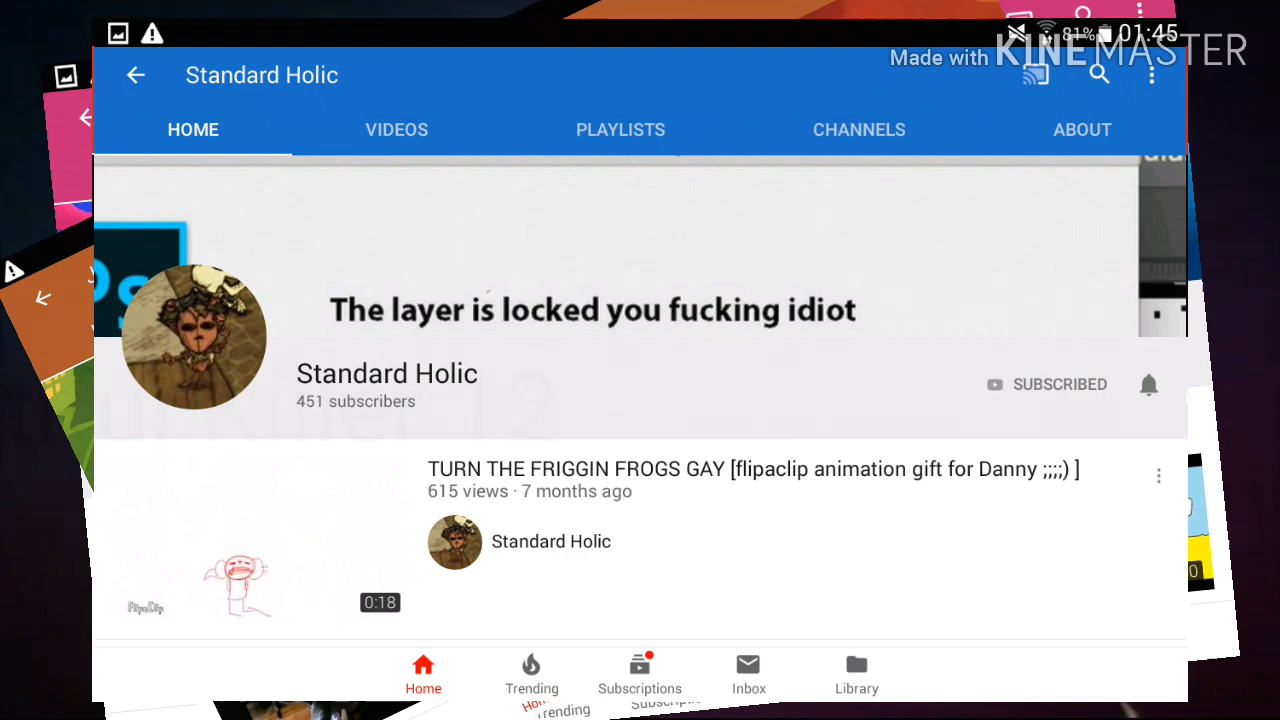 81% 01:45
Made with KINEMASTER
Standard Holic
HOME VIDEOS PLAYLISTS CHANNELS ABOUT
Ps
The layer is locked you fucking idiot
Standard Holic
451 subscribers
SUBSCRIBED
TURN THE FRIGGIN FROGS GAY [flipaclip animation gift for Danny ;;;;) ]
615 views · 7 months ago
Standard Holic
FlipaClip
0:18
Home Trending Subscriptions Inbox Library
Trending